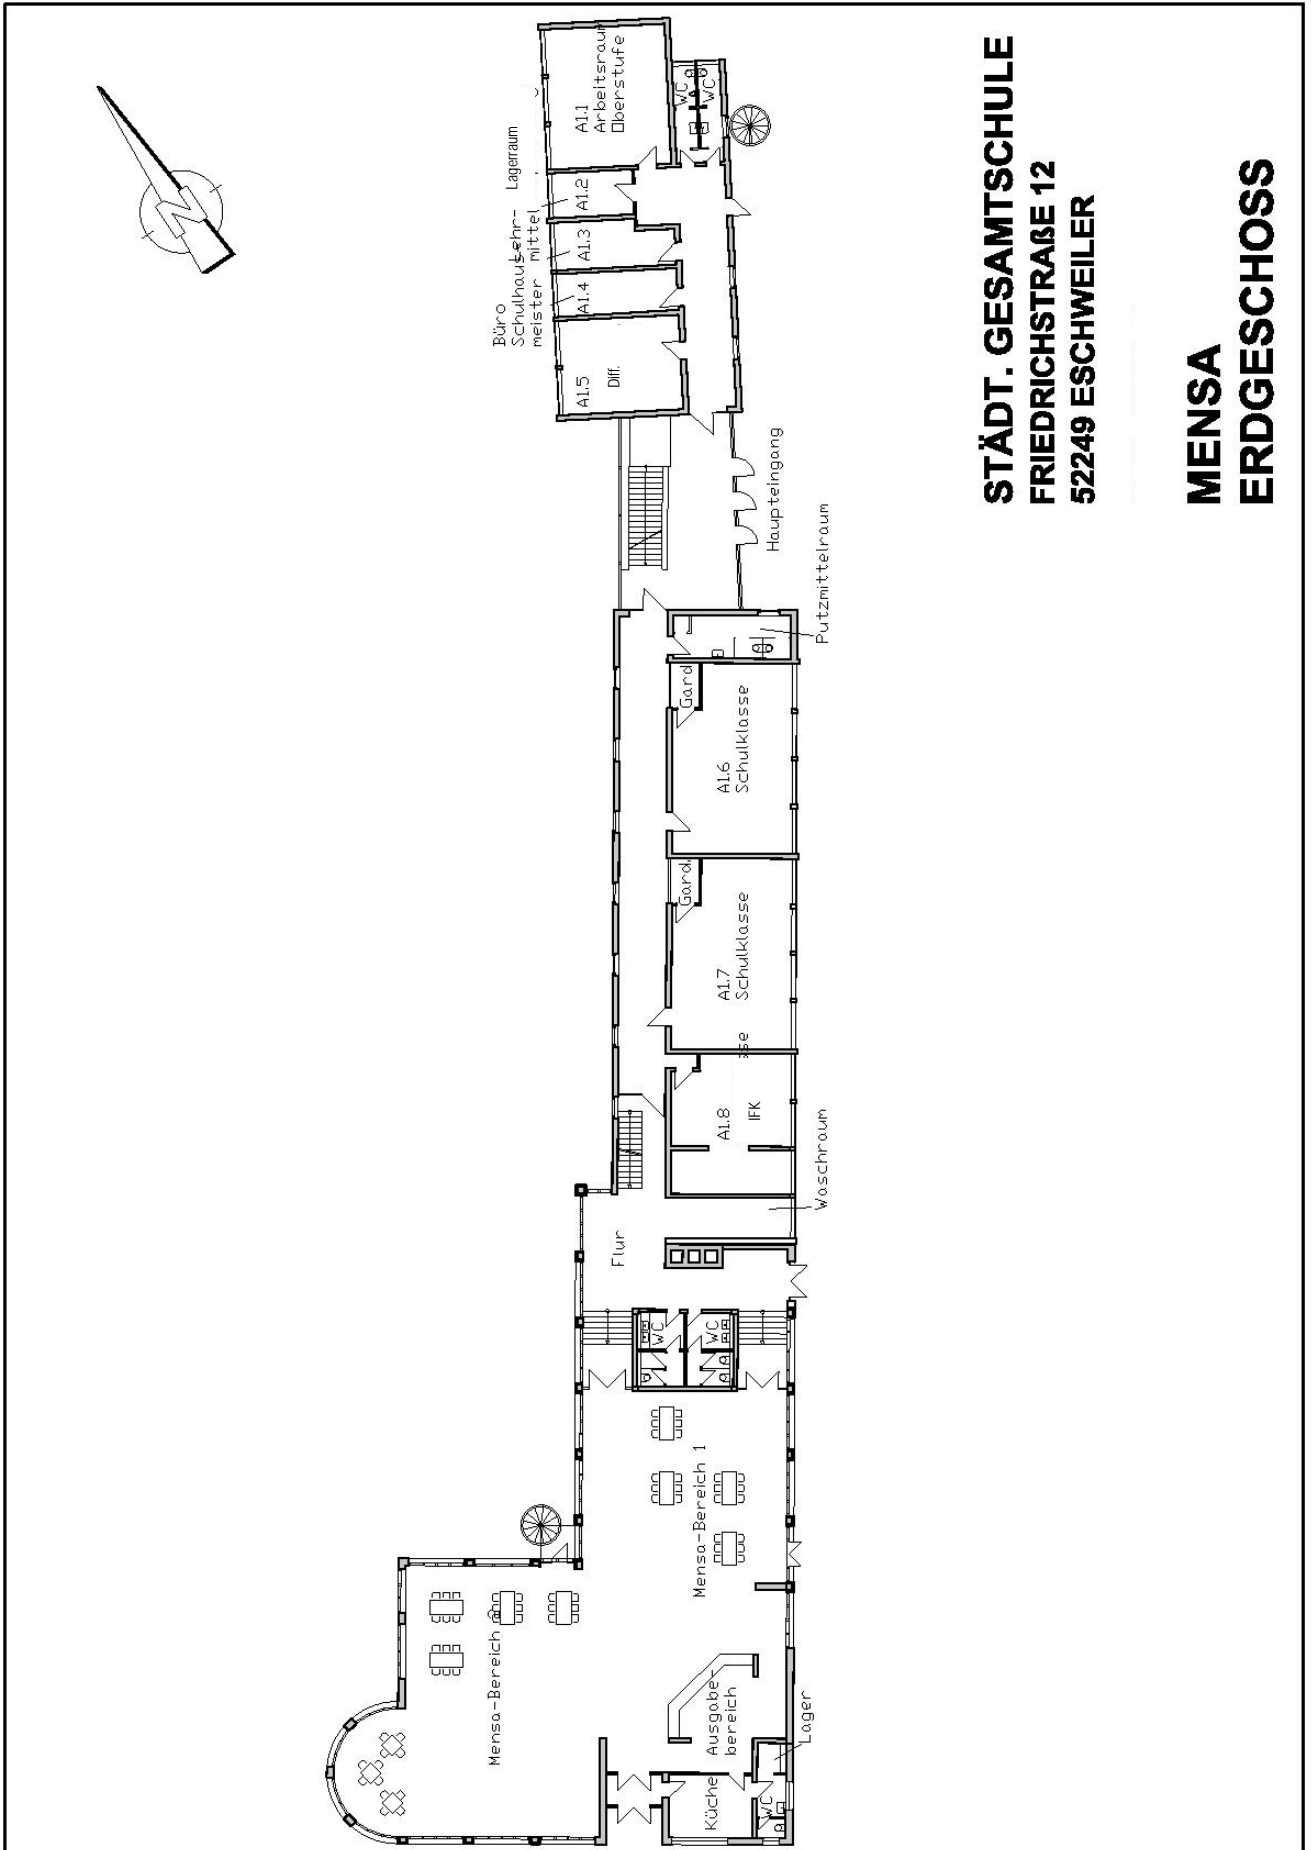 STÄDT. GESAMTSCHULE
FRIEDRICHSTRAßE 12
52249 ESCHWEILER
MENSA
ERDGESCHOSS
N
A1.1
Arbeitsraum
Oberstufe
WC
WC
Lagerraum
A1.2
mittel
A1.3
Büro
Schulhaus-
meister
A1.4
A1.5
Diff.
Haupteingang
Putzmittelraum
Gard
A1.6
Schulklasse
Gard.
A1.7
Schulklasse
se
A1.8
IFK
Waschraum
Flur
WC
WC
Mensa-Bereich 1
Mensa-Bereich
Ausgabe-
bereich
Lager
Küche
WC